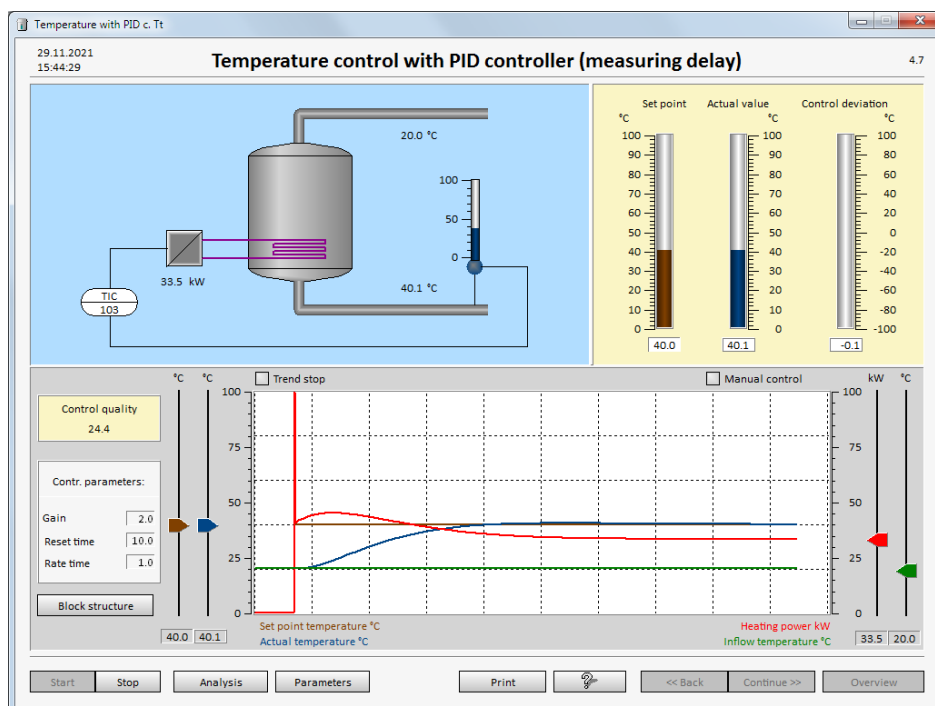 Temperature with PID c. Tt
29.11.2021
15:44:29
Temperature control with PID controller (measuring delay)
4.7
20.0 °C
100
50
0
33.5 kW
40.1 °C
TIC
103
Set point Actual value Control deviation
°C °C °C
100 100 100
90 90 80
80 80 60
70 70 40
60 60 20
50 50 0
40 40 -20
30 30 -40
20 20 -60
10 10 -80
0 0 -100
40.0 40.1 -0.1
°C °C Trend stop Manual control kW °C
Control quality
24.4
Contr. parameters:
Gain 2.0
Reset time 10.0
Rate time 1.0
Block structure
100 100
75 75
50 50
25 25
0 0
40.0 40.1
Set point temperature °C Heating power kW
Actual temperature °C Inflow temperature °C
33.5 20.0
Start Stop Analysis Parameters Print ? << Back Continue >> Overview